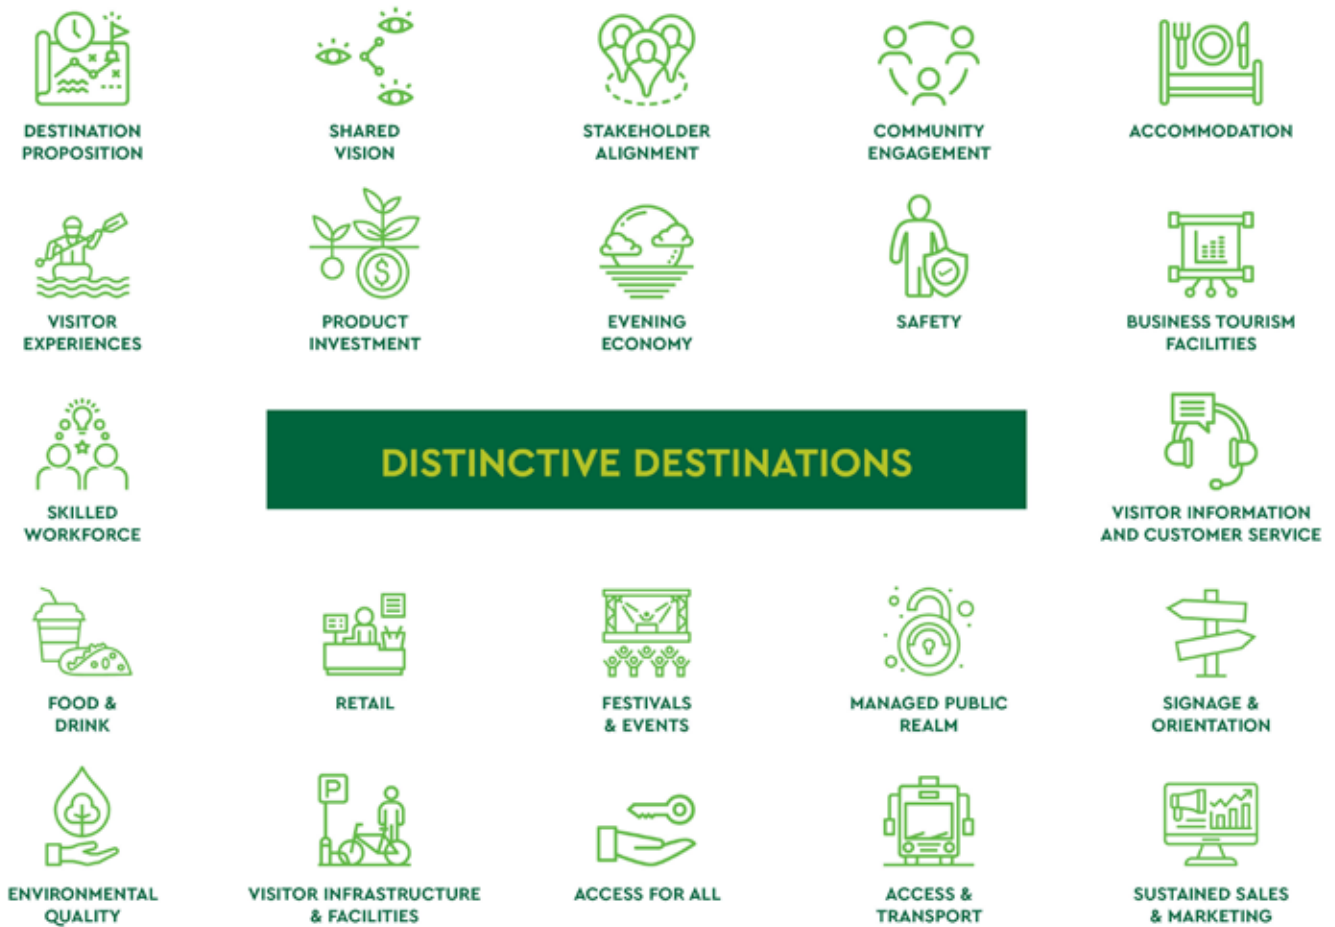 DESTINATION
PROPOSITION
SHARED
VISION
STAKEHOLDER
ALIGNMENT
COMMUNITY
ENGAGEMENT
ACCOMMODATION
VISITOR
EXPERIENCES
$
PRODUCT
INVESTMENT
EVENING
ECONOMY
SAFETY
BUSINESS TOURISM
FACILITIES
SKILLED
WORKFORCE
DISTINCTIVE DESTINATIONS
VISITOR INFORMATION
AND CUSTOMER SERVICE
FOOD &
DRINK
RETAIL
FESTIVALS
& EVENTS
MANAGED PUBLIC
REALM
SIGNAGE &
ORIENTATION
ENVIRONMENTAL
QUALITY
P
VISITOR INFRASTRUCTURE
& FACILITIES
ACCESS FOR ALL
ACCESS &
TRANSPORT
SUSTAINED SALES
& MARKETING